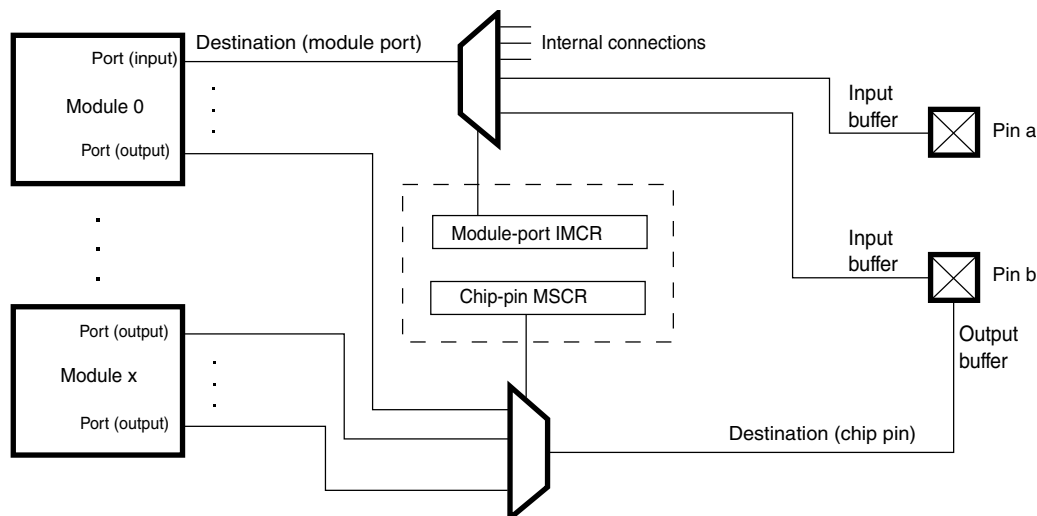 Destination (module port)
Internal connections
Port (input)
Module 0
Port (output)
Input
buffer
Pin a
Module-port IMCR
Chip-pin MSCR
Input
buffer
Pin b
Output
buffer
Port (output)
Module x
Port (output)
Destination (chip pin)